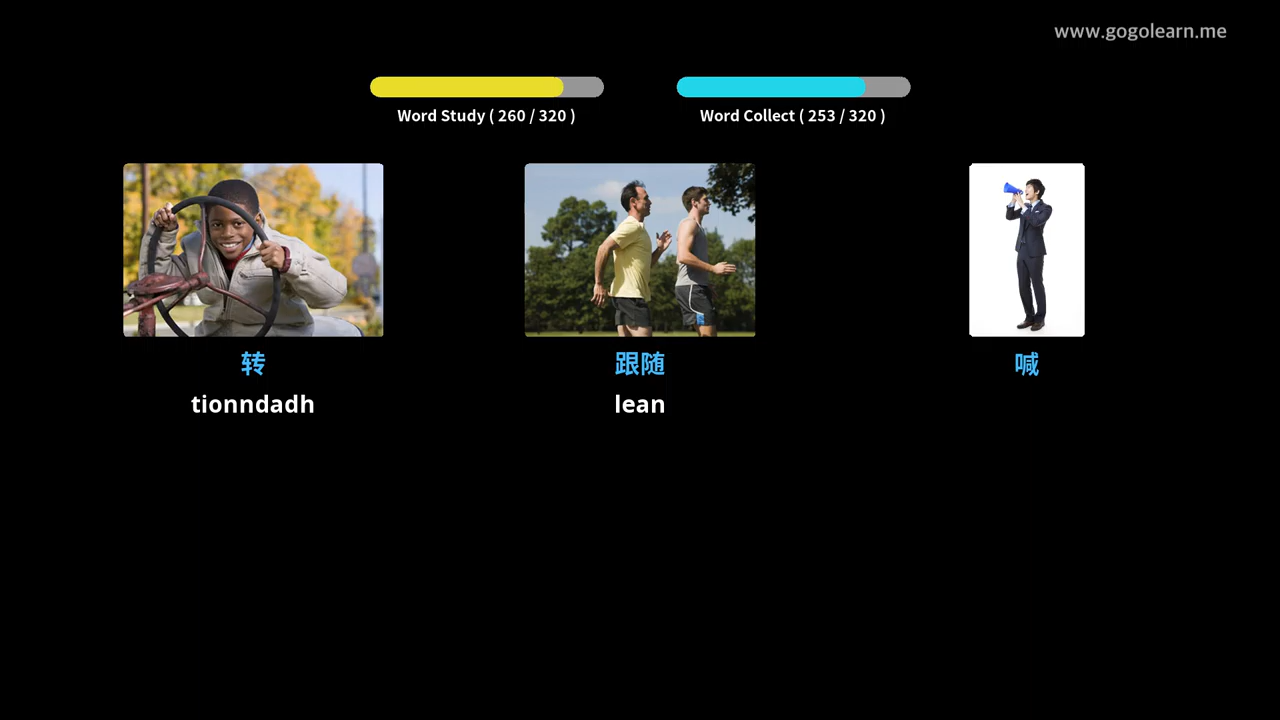 www.gogolearn.me
Word Study ( 260 / 320 )
Word Collect ( 253 / 320 )
转
跟随
喊
tionndadh
lean